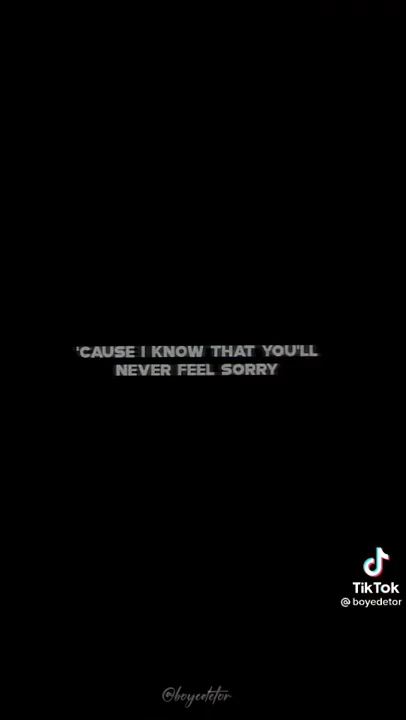 'CAUSE I KNOW THAT YOU'LL
NEVER FEEL SORRY
TikTok
@boyedetor
@boyedetor